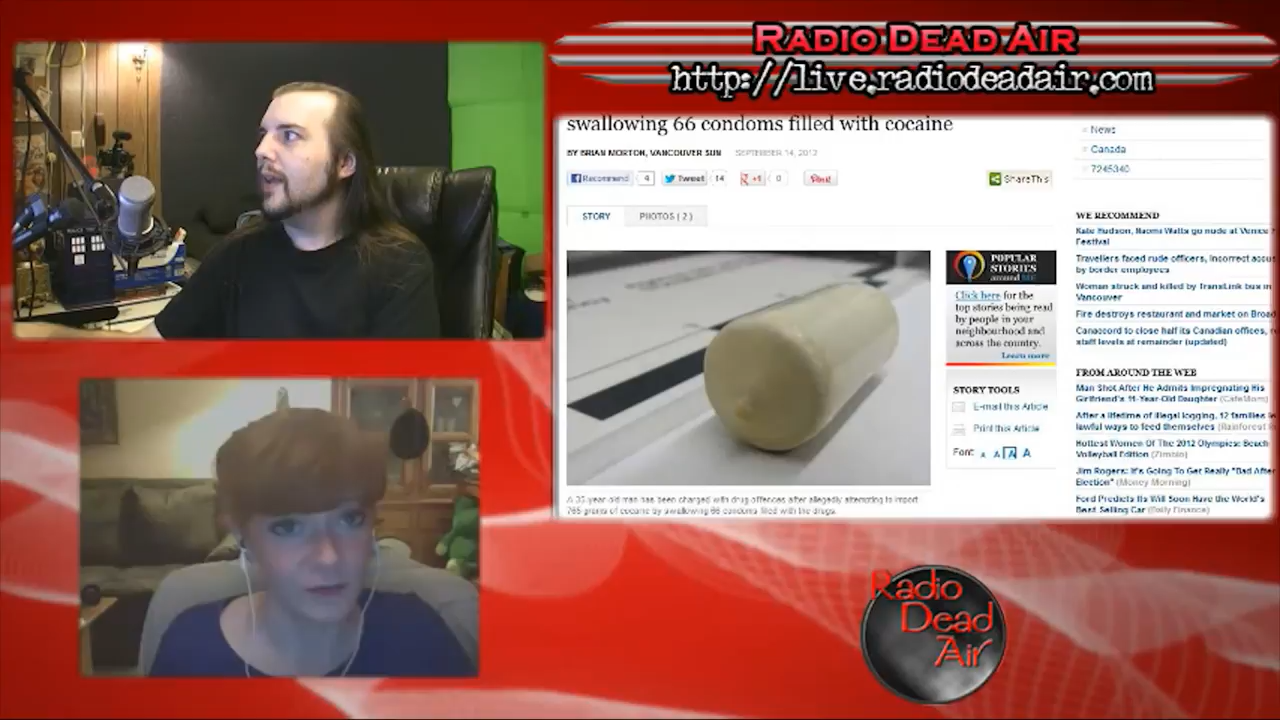 RADIO DEAD AIR
http://live.radiodeadair.com
swallowing 66 condoms filled with cocaine
BY BRIAN MORTON, VANCOUVER SUN SEPTEMBER 14, 2012
Recommend 4 Tweet 14 +1 0 Pin it
ShareThis
STORY PHOTOS ( 2 )
A 35-year-old man has been charged with drug offences after allegedly attempting to import
765 grams of cocaine by swallowing 66 condoms filled with the drugs.
POPULAR
STORIES
around ME
Click here for the
top stories being read
by people in your
neighbourhood and
across the country.
Learn more
STORY TOOLS
E-mail this Article
Print this Article
Font: A A A A
News
Canada
7245340
WE RECOMMEND
Kate Hudson, Naomi Watts go nude at Venice
Festival
Travellers faced rude officers, incorrect
by border employees
Woman struck and killed by TransLink bus in
Vancouver
Fire destroys restaurant and market on Broad
Canaccord to close half its Canadian offices,
staff levels at remainder (updated)
FROM AROUND THE WEB
Man Shot After He Admits Impregnating His
Girlfriend's 11-Year-Old Daughter (CafeMom)
After a lifetime of illegal logging, 12 families
lawful ways to feed themselves (Rainforest
Hottest Women Of The 2012 Olympics: Beach
Volleyball Edition (Zimbio)
Jim Rogers: It's Going To Get Really "Bad After
Election" (Money Morning)
Ford Predicts Its Will Soon Have the World's
Best Selling Car (Daily Finance)
Radio
Dead
Air